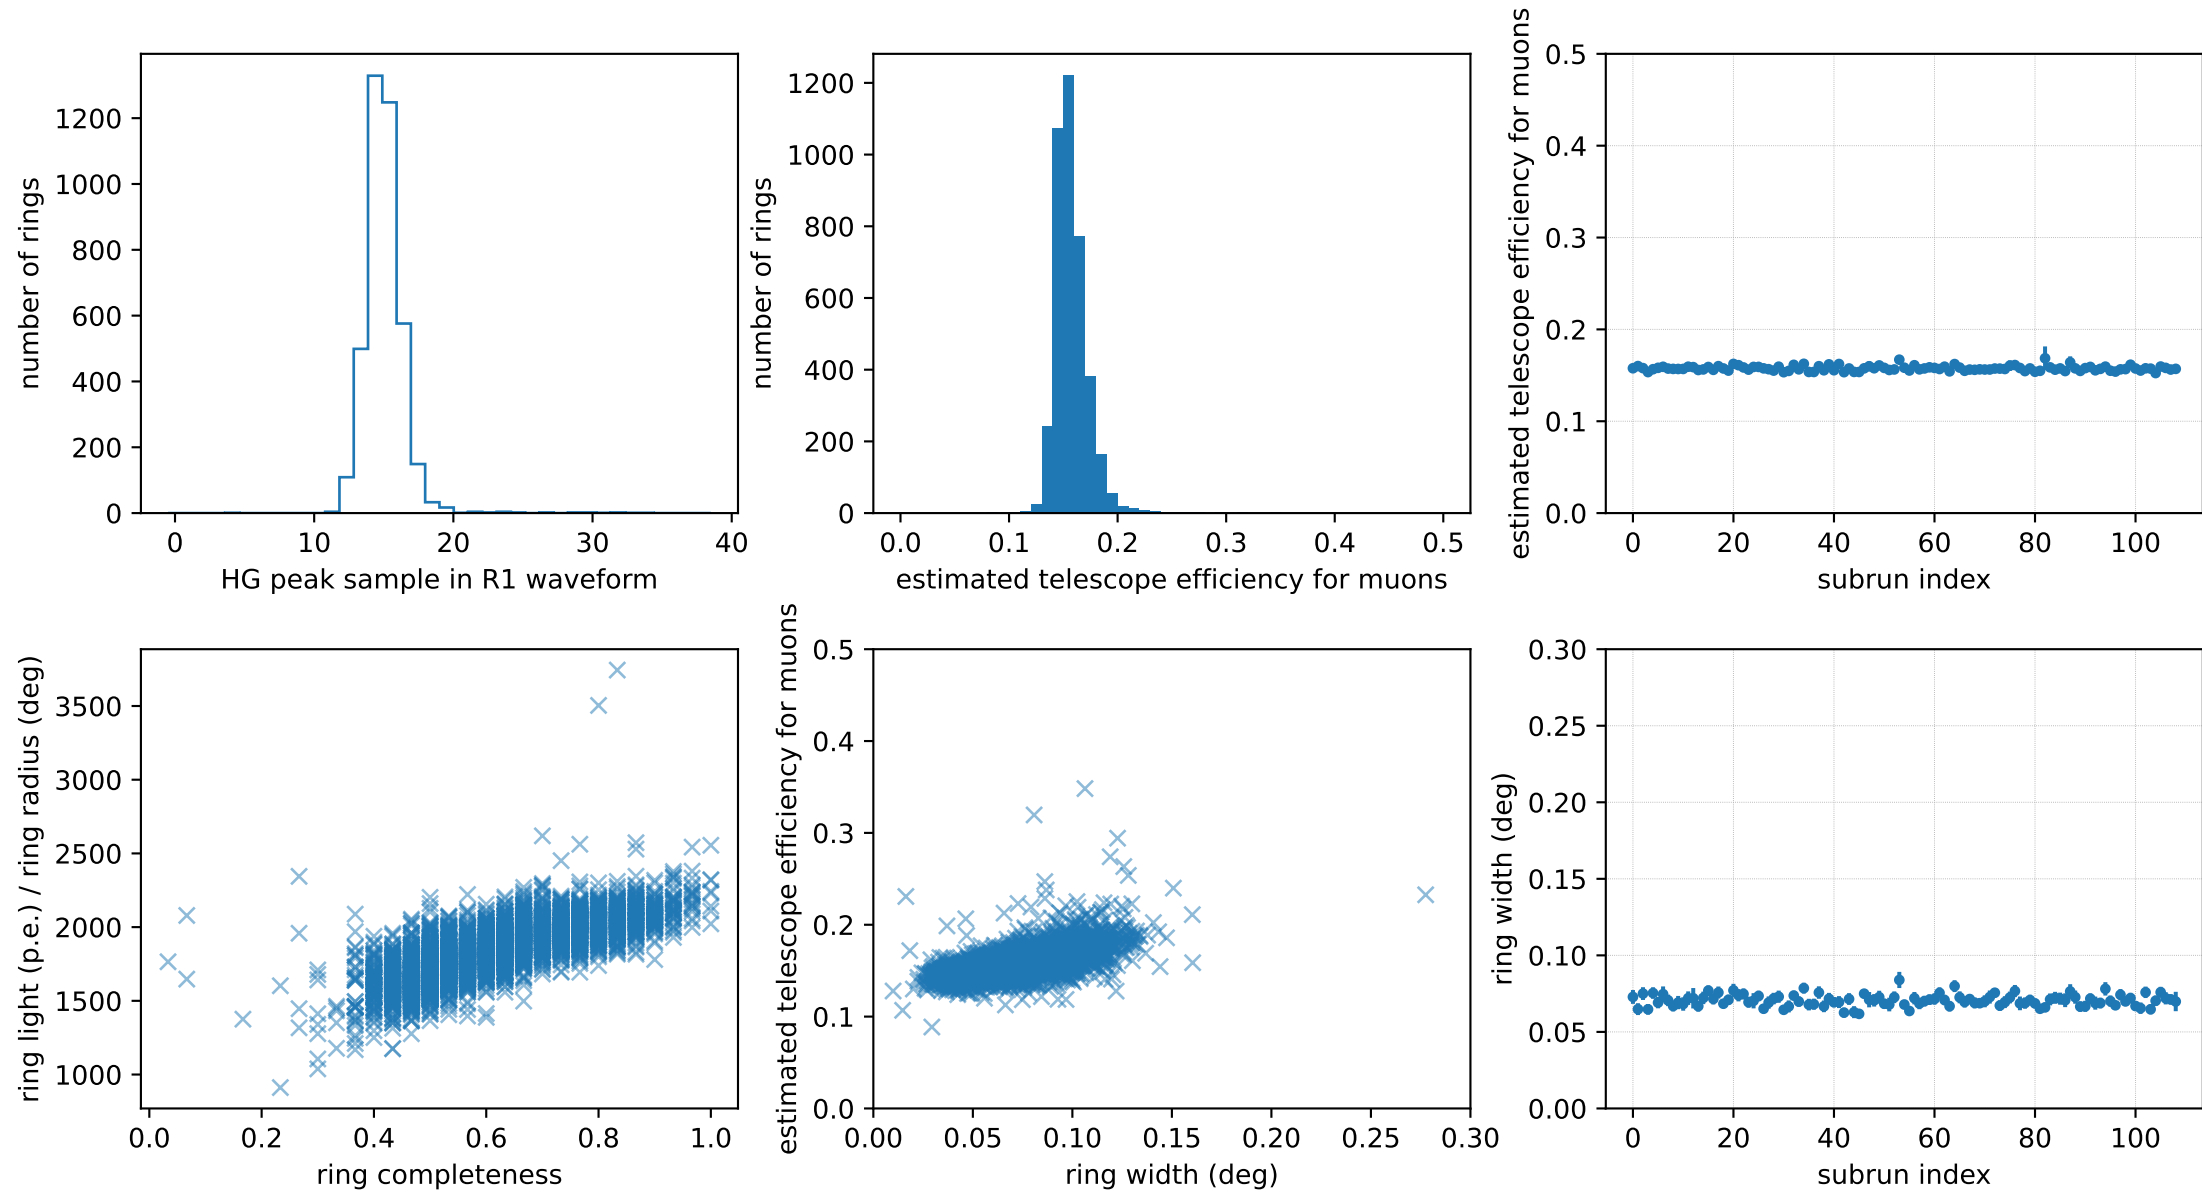 number of rings
1200
1000
800
600
400
200
0
0 10 20 30 40
HG peak sample in R1 waveform
number of rings
1200
1000
800
600
400
200
0
0.0 0.1 0.2 0.3 0.4 0.5
estimated telescope efficiency for muons
estimated telescope efficiency for muons
0.5
0.4
0.3
0.2
0.1
0.0
0 20 40 60 80 100
subrun index
ring light (p.e.) / ring radius (deg)
3500
3000
2500
2000
1500
1000
0.0 0.2 0.4 0.6 0.8 1.0
ring completeness
estimated telescope efficiency for muons
0.5
0.4
0.3
0.2
0.1
0.0
0.00 0.05 0.10 0.15 0.20 0.25 0.30
ring width (deg)
ring width (deg)
0.30
0.25
0.20
0.15
0.10
0.05
0.00
0 20 40 60 80 100
subrun index